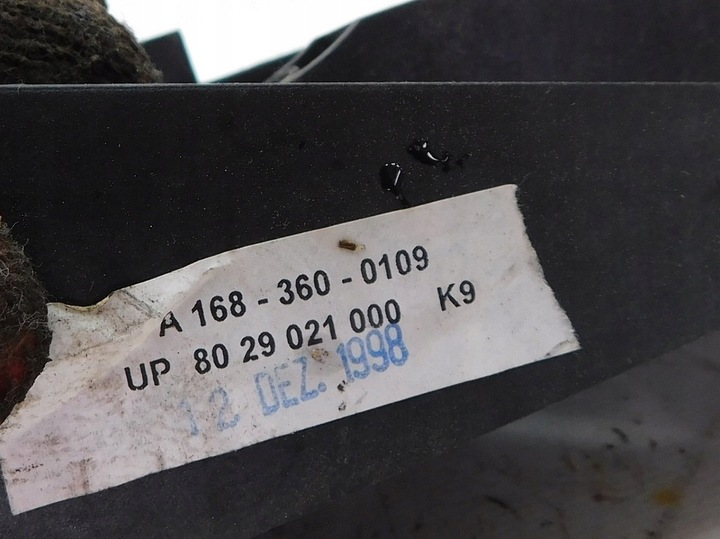 A 168 - 360 - 0109
UP 80 29 021 000 K9
12 DEZ. 1998